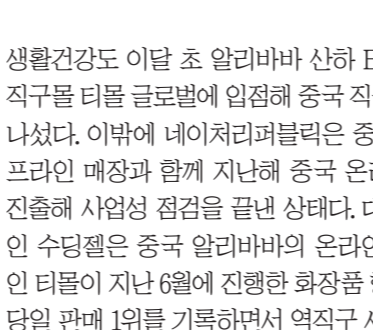 생활건강도 이달 초 알리바바 산하
직구몰 티몰 글로벌에 입점해 중국 직
나섰다. 이밖에 네이처리퍼블릭은 중
프라인 매장과 함께 지난해 중국 온
진출해 사업성 점검을 끝낸 상태다.
인 수딩젤은 중국 알리바바의 온라인
인 티몰이 지난 6월에 진행한 화장품
당일 판매 1위를 기록하면서 역직구